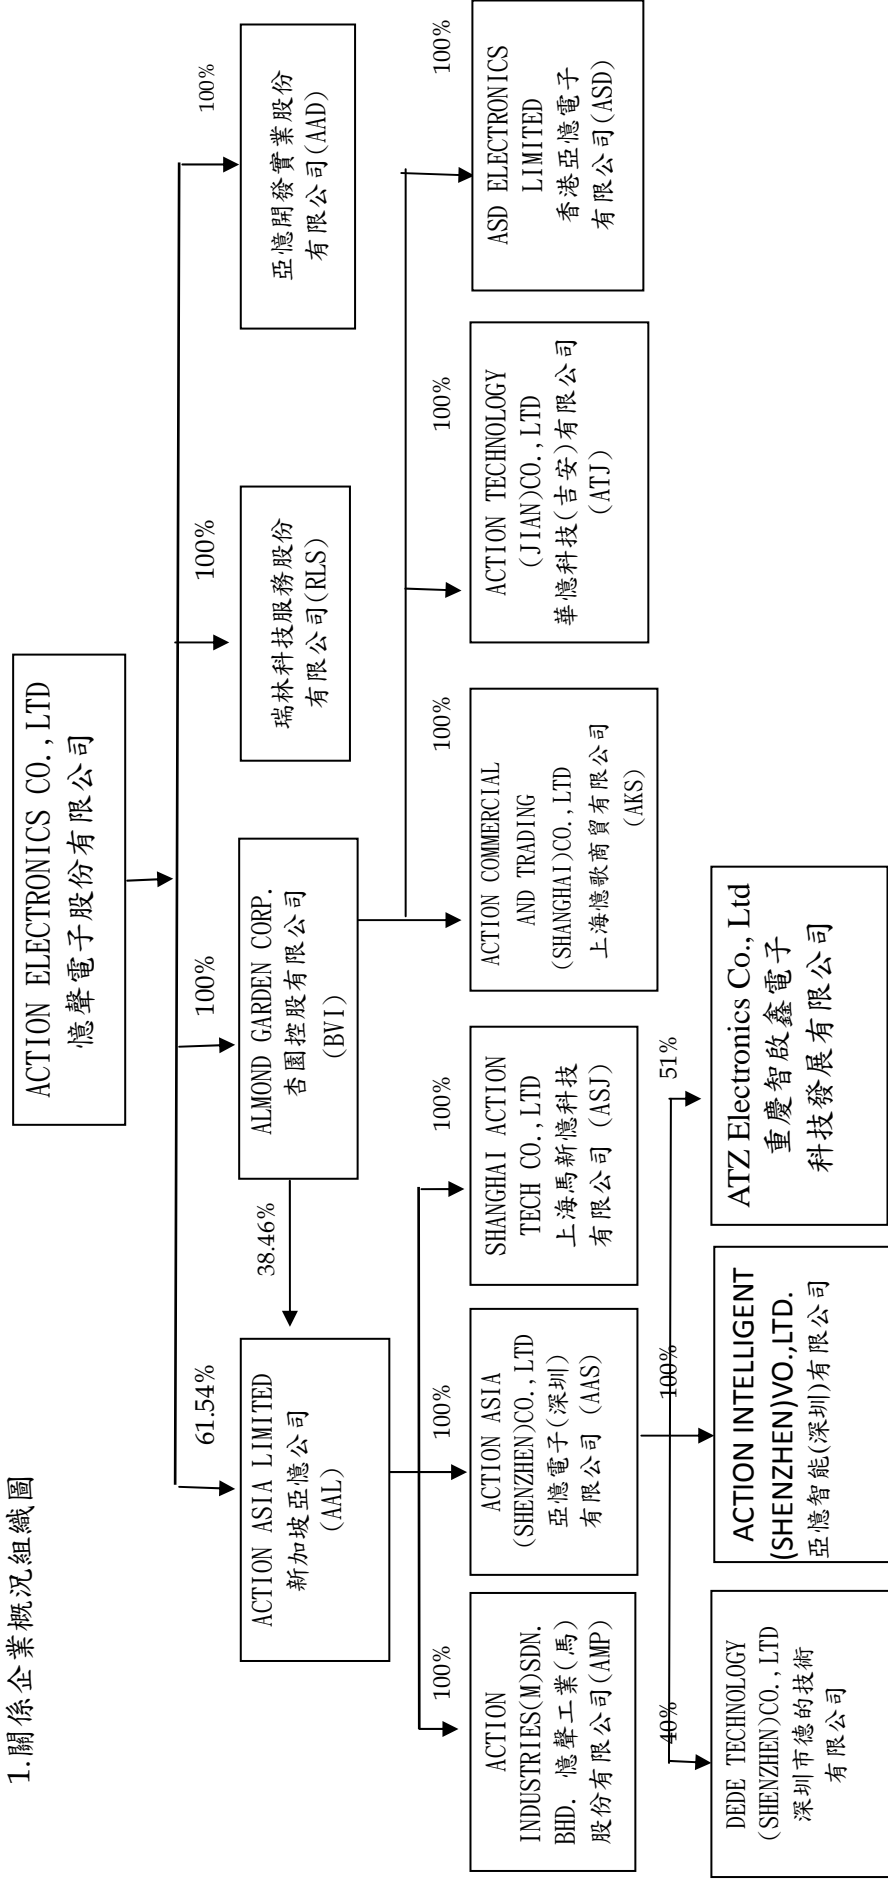 1.關係企業概況組織圖
ACTION ELECTRONICS CO.,LTD
憶聲電子股份有限公司
61.54%
100%
100%
100%
ACTION ASIA LIMITED
新加坡亞憶公司
(AAL)
38.46%
ALMOND GARDEN CORP.
杏園控股有限公司
(BVI)
瑞林科技服務股份
有限公司(RLS)
亞憶開發實業股份
有限公司(AAD)
100%
100%
100%
100%
100%
100%
ACTION
INDUSTRIES(M)SDN.
BHD. 憶聲工業(馬)
股份有限公司(AMP)
ACTION ASIA
(SHENZHEN)CO.,LTD
亞憶電子(深圳)
有限公司 (AAS)
SHANGHAI ACTION
TECH CO.,LTD
上海馬新憶科技
有限公司 (ASJ)
ACTION COMMERCIAL
AND TRADING
(SHANGHAI)CO.,LTD
上海憶歌商貿有限公司
(AKS)
ACTION TECHNOLOGY
(JIAN)CO.,LTD
華憶科技(吉安)有限公司
(ATJ)
ASD ELECTRONICS
LIMITED
香港亞憶電子
有限公司(ASD)
40%
100%
51%
DEDE TECHNOLOGY
(SHENZHEN)CO.,LTD
深圳市德的技術
有限公司
ACTION INTELLIGENT
(SHENZHEN)VO.,LTD.
亞憶智能(深圳)有限公司
ATZ Electronics Co., Ltd
重慶智啟鑫電子
科技發展有限公司